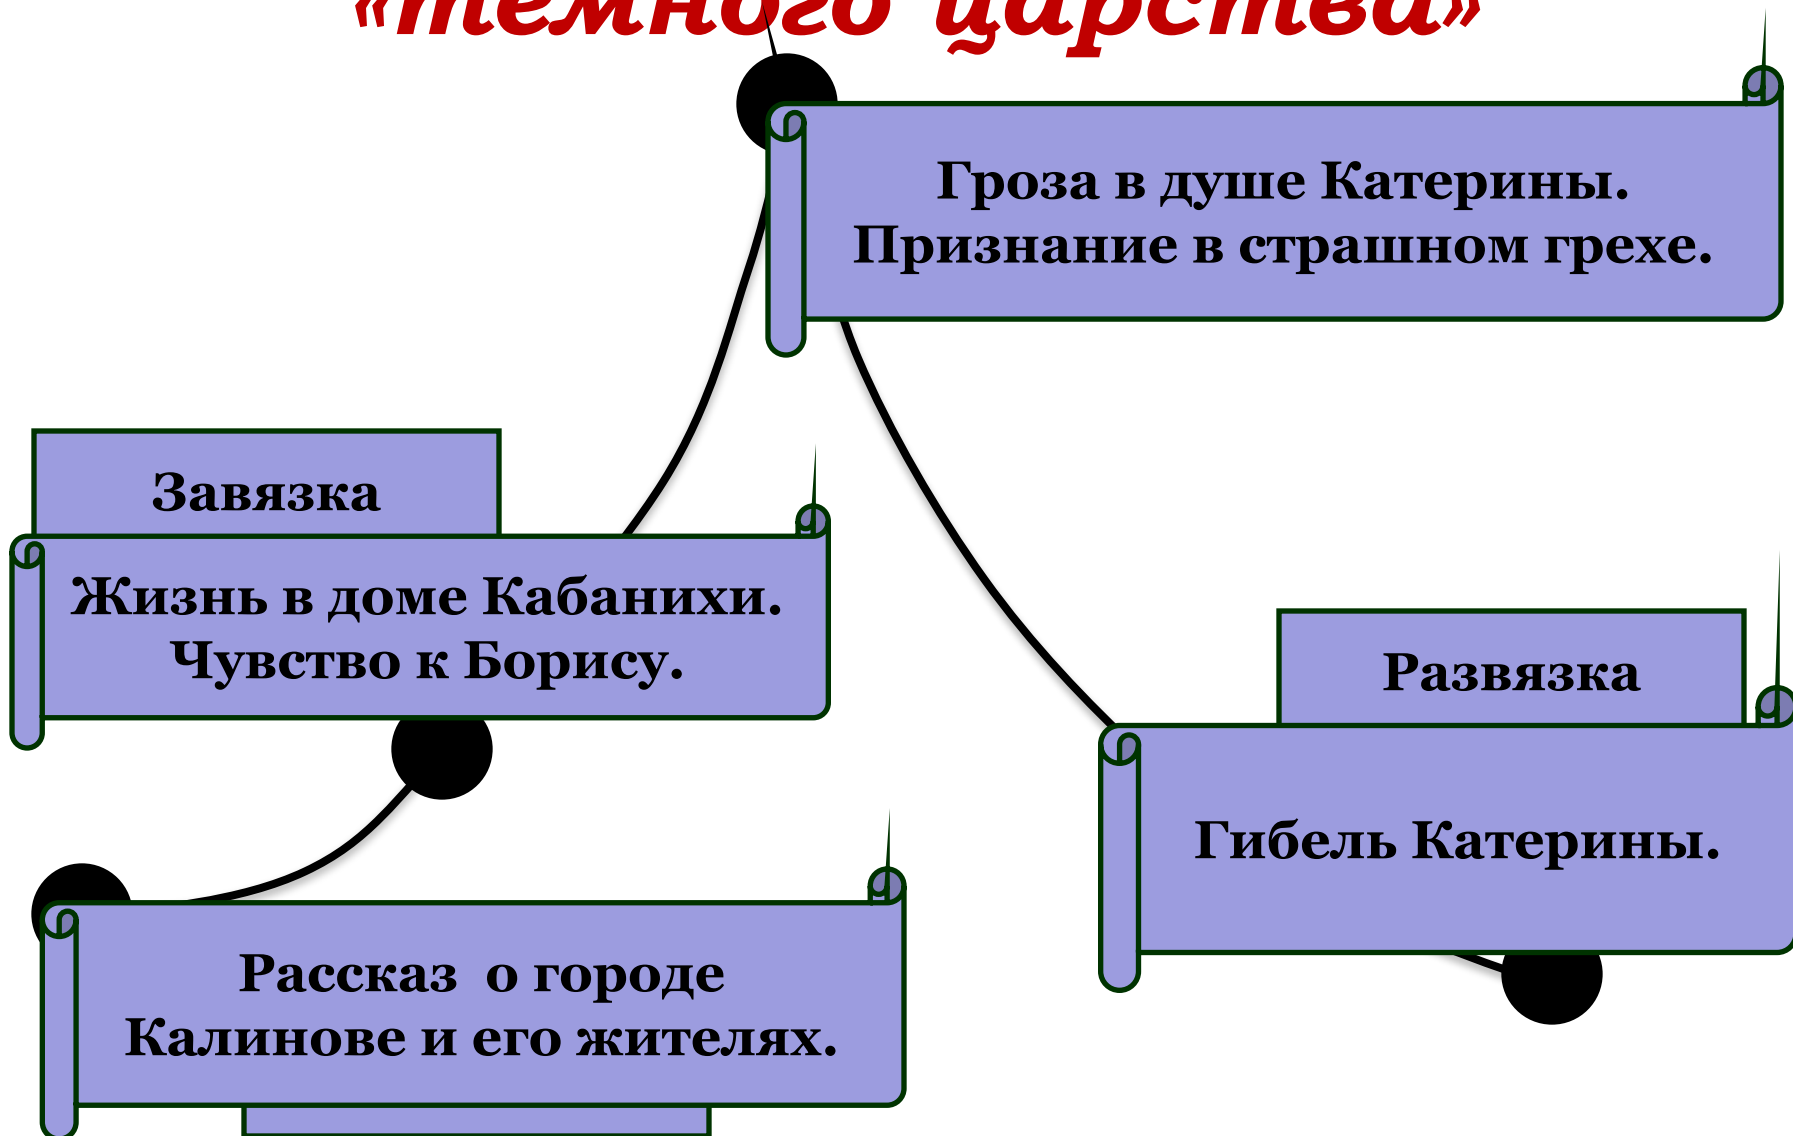 «темного царства»
Гроза в душе Катерины.
Признание в страшном грехе.
Завязка
Жизнь в доме Кабанихи.
Чувство к Борису.
Развязка
Гибель Катерины.
Рассказ о городе
Калинове и его жителях.